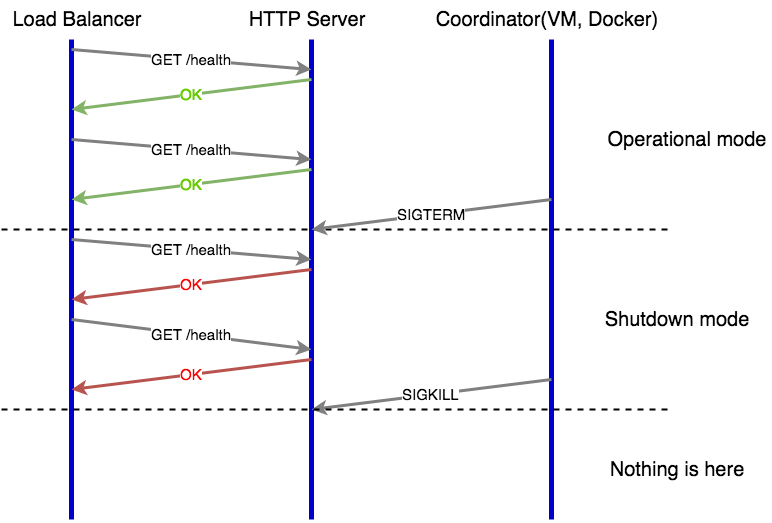 Load Balancer
HTTP Server
Coordinator(VM, Docker)
GET /health
OK
Operational mode
GET /health
OK
SIGTERM
GET /health
OK
Shutdown mode
GET /health
OK
SIGKILL
Nothing is here